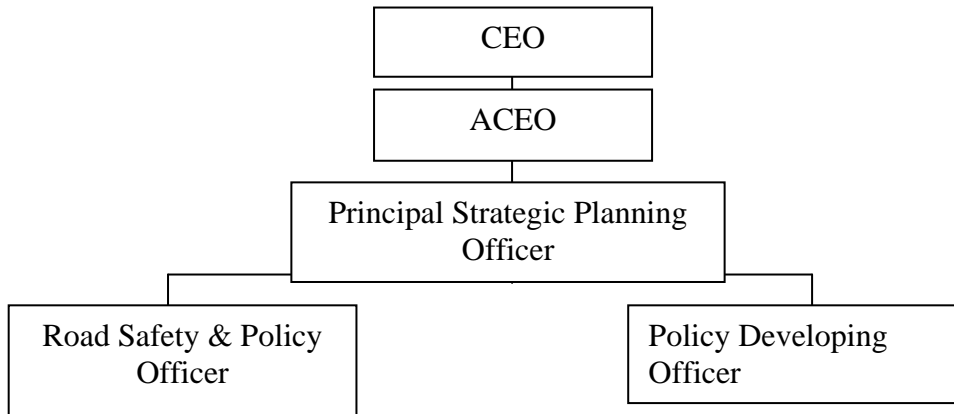 CEO
ACEO
Principal Strategic Planning
Officer
Road Safety & Policy
Officer
Policy Developing
Officer